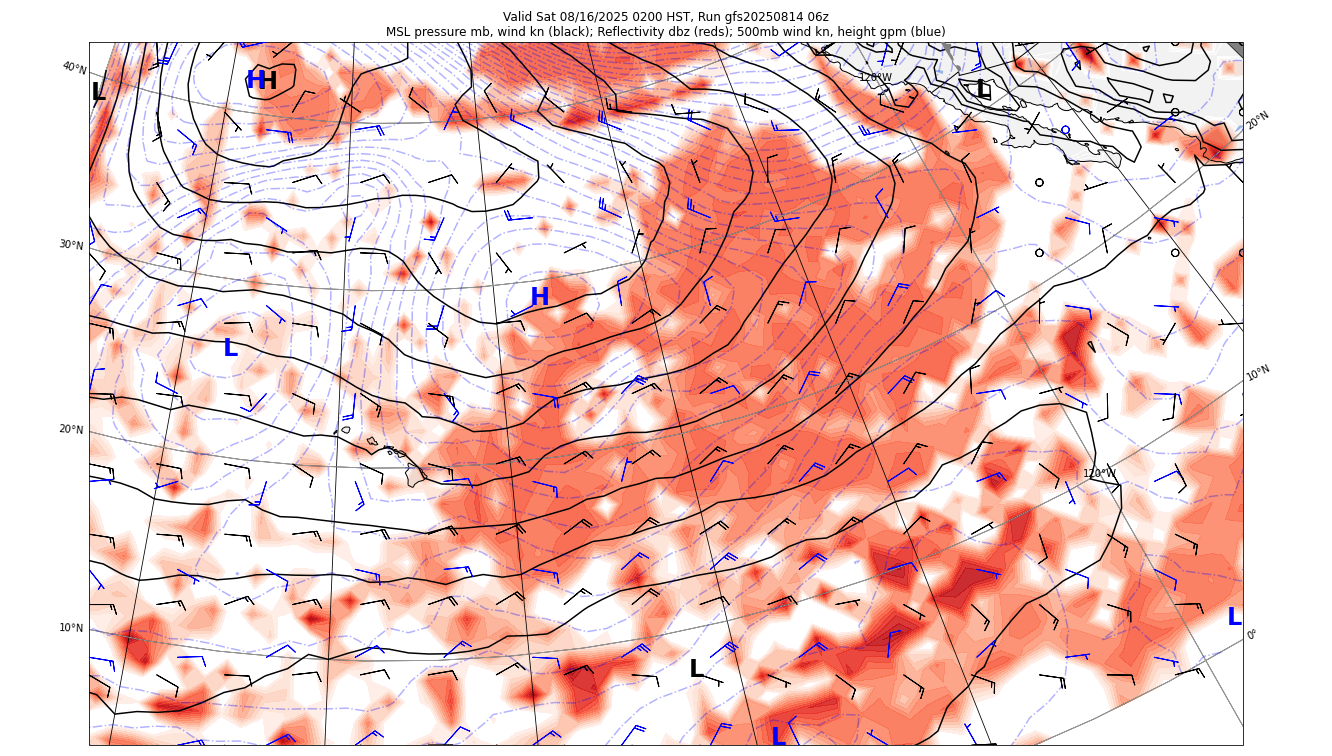 Valid Sat 08/16/2025 0200 HST, Run gfs20250814 06z
MSL pressure mb, wind kn (black); Reflectivity dbz (reds); 500mb wind kn, height gpm (blue)
40°N
L
H
H
120°W
L
20°N
30°N
H
L
10°N
20°N
120°W
10°N
L
0°
L
L